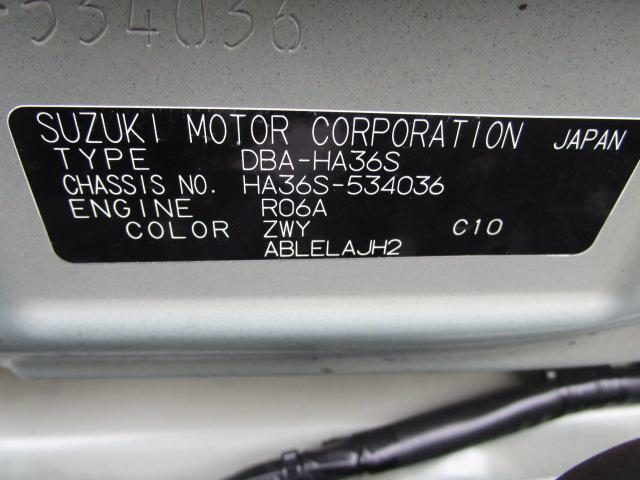 -534036
SUZUKI MOTOR CORPORATION JAPAN
TYPE DBA-HA36S
CHASSIS NO. HA36S-534036
ENGINE R06A
COLOR ZWY C10
ABLELAJH2